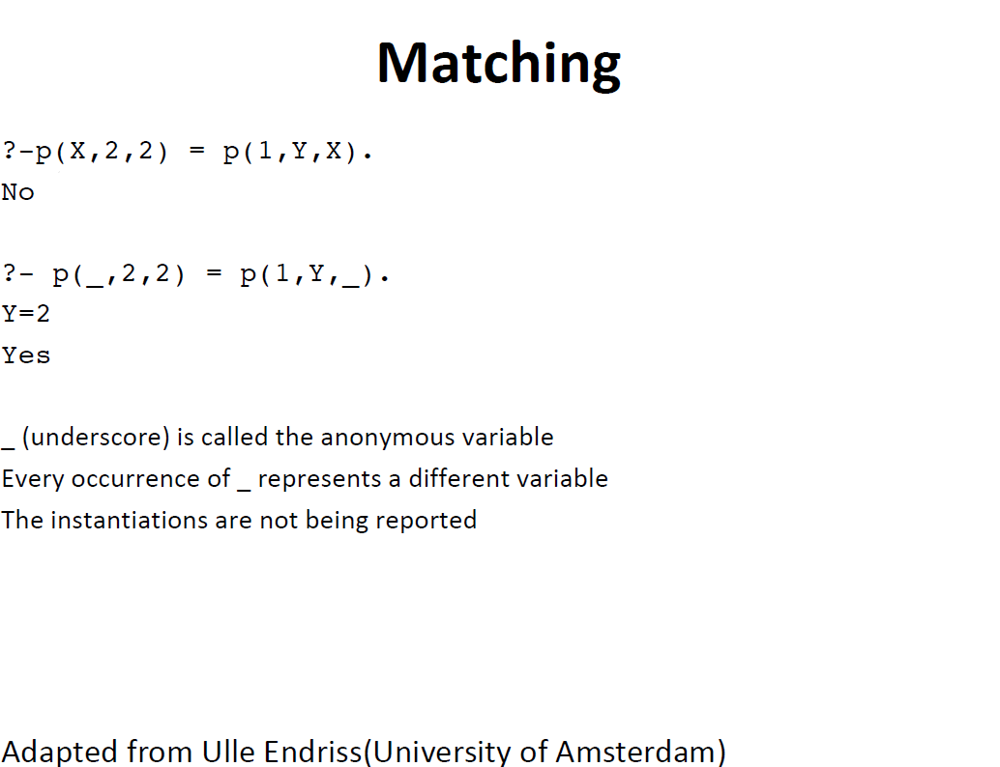 Matching
?-p(X,2,2) = p(1,Y,X).
No
?- p(_,2,2) = p(1,Y,_).
Y=2
Yes
_ (underscore) is called the anonymous variable
Every occurrence of _ represents a different variable
The instantiations are not being reported
Adapted from Ulle Endriss(University of Amsterdam)